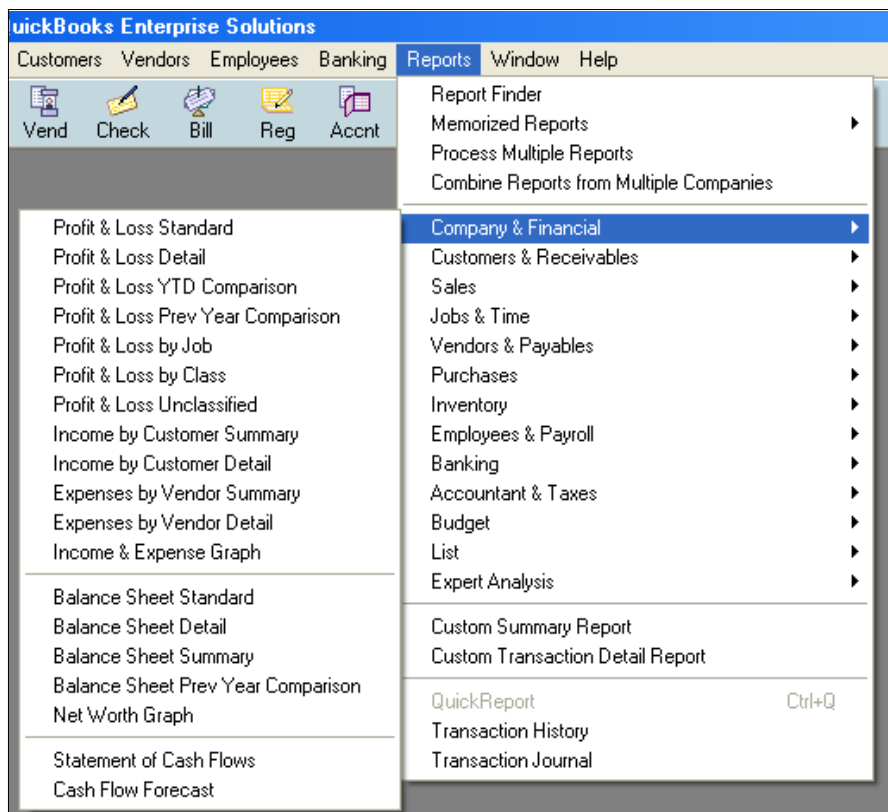 uickBooks Enterprise Solutions
Customers Vendors Employees Banking Reports Window Help
Vend Check Bill Reg Accnt
Report Finder
Memorized Reports
Process Multiple Reports
Combine Reports from Multiple Companies
Company & Financial
Customers & Receivables
Sales
Jobs & Time
Vendors & Payables
Purchases
Inventory
Employees & Payroll
Banking
Accountant & Taxes
Budget
List
Expert Analysis
Custom Summary Report
Custom Transaction Detail Report
QuickReport Ctrl+Q
Transaction History
Transaction Journal
Profit & Loss Standard
Profit & Loss Detail
Profit & Loss YTD Comparison
Profit & Loss Prev Year Comparison
Profit & Loss by Job
Profit & Loss by Class
Profit & Loss Unclassified
Income by Customer Summary
Income by Customer Detail
Expenses by Vendor Summary
Expenses by Vendor Detail
Income & Expense Graph
Balance Sheet Standard
Balance Sheet Detail
Balance Sheet Summary
Balance Sheet Prev Year Comparison
Net Worth Graph
Statement of Cash Flows
Cash Flow Forecast